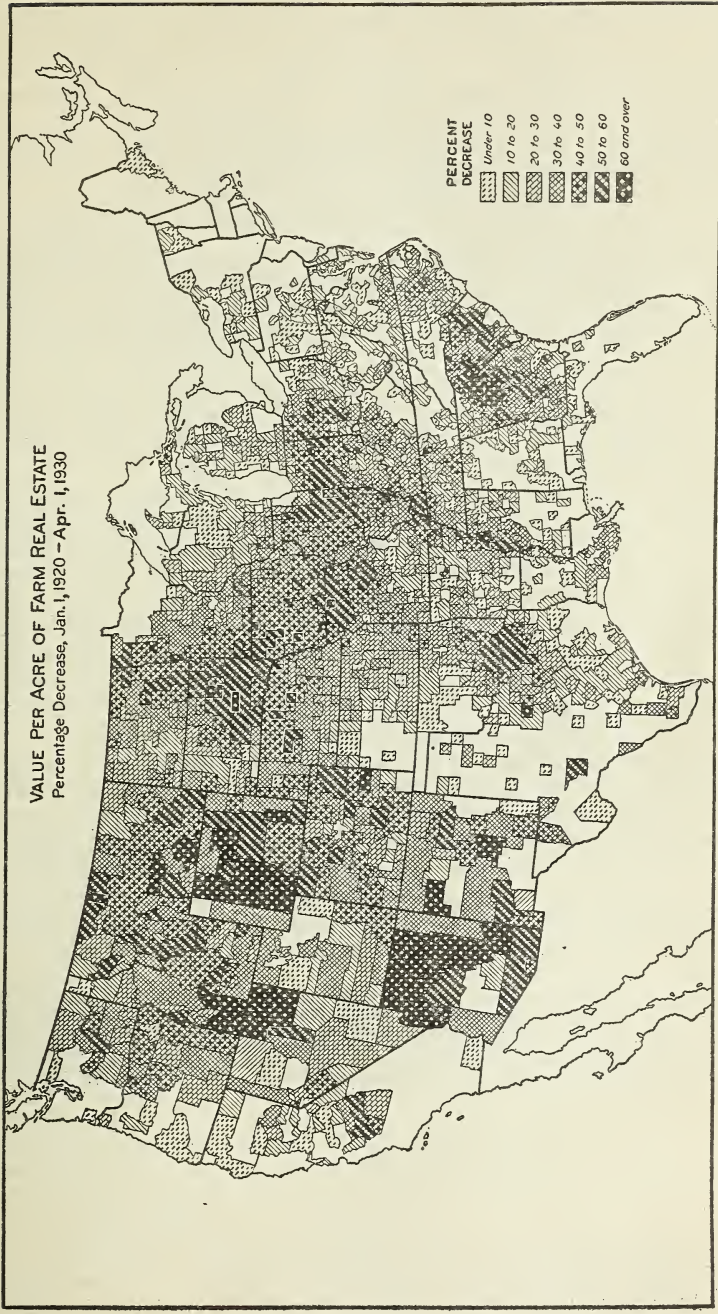 VALUE PER ACRE OF FARM REAL ESTATE
Percentage Decrease, Jan. 1, 1920 – Apr. 1, 1930
PERCENT
DECREASE
Under 10
10 to 20
20 to 30
30 to 40
40 to 50
50 to 60
60 and over